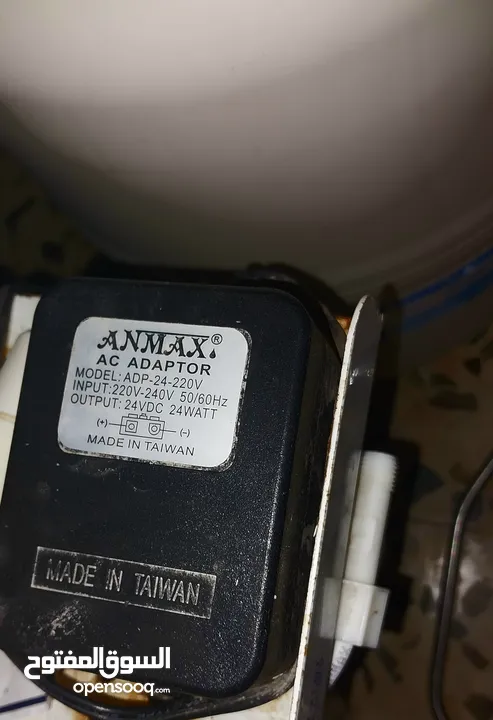 ANMAX®
AC ADAPTOR
MODEL: ADP-24-220V
INPUT: 220V-240V 50/60Hz
OUTPUT: 24VDC 24WATT
(+) (-)
MADE IN TAIWAN
MADE IN TAIWAN
السوق المفتوح
opensooq.com